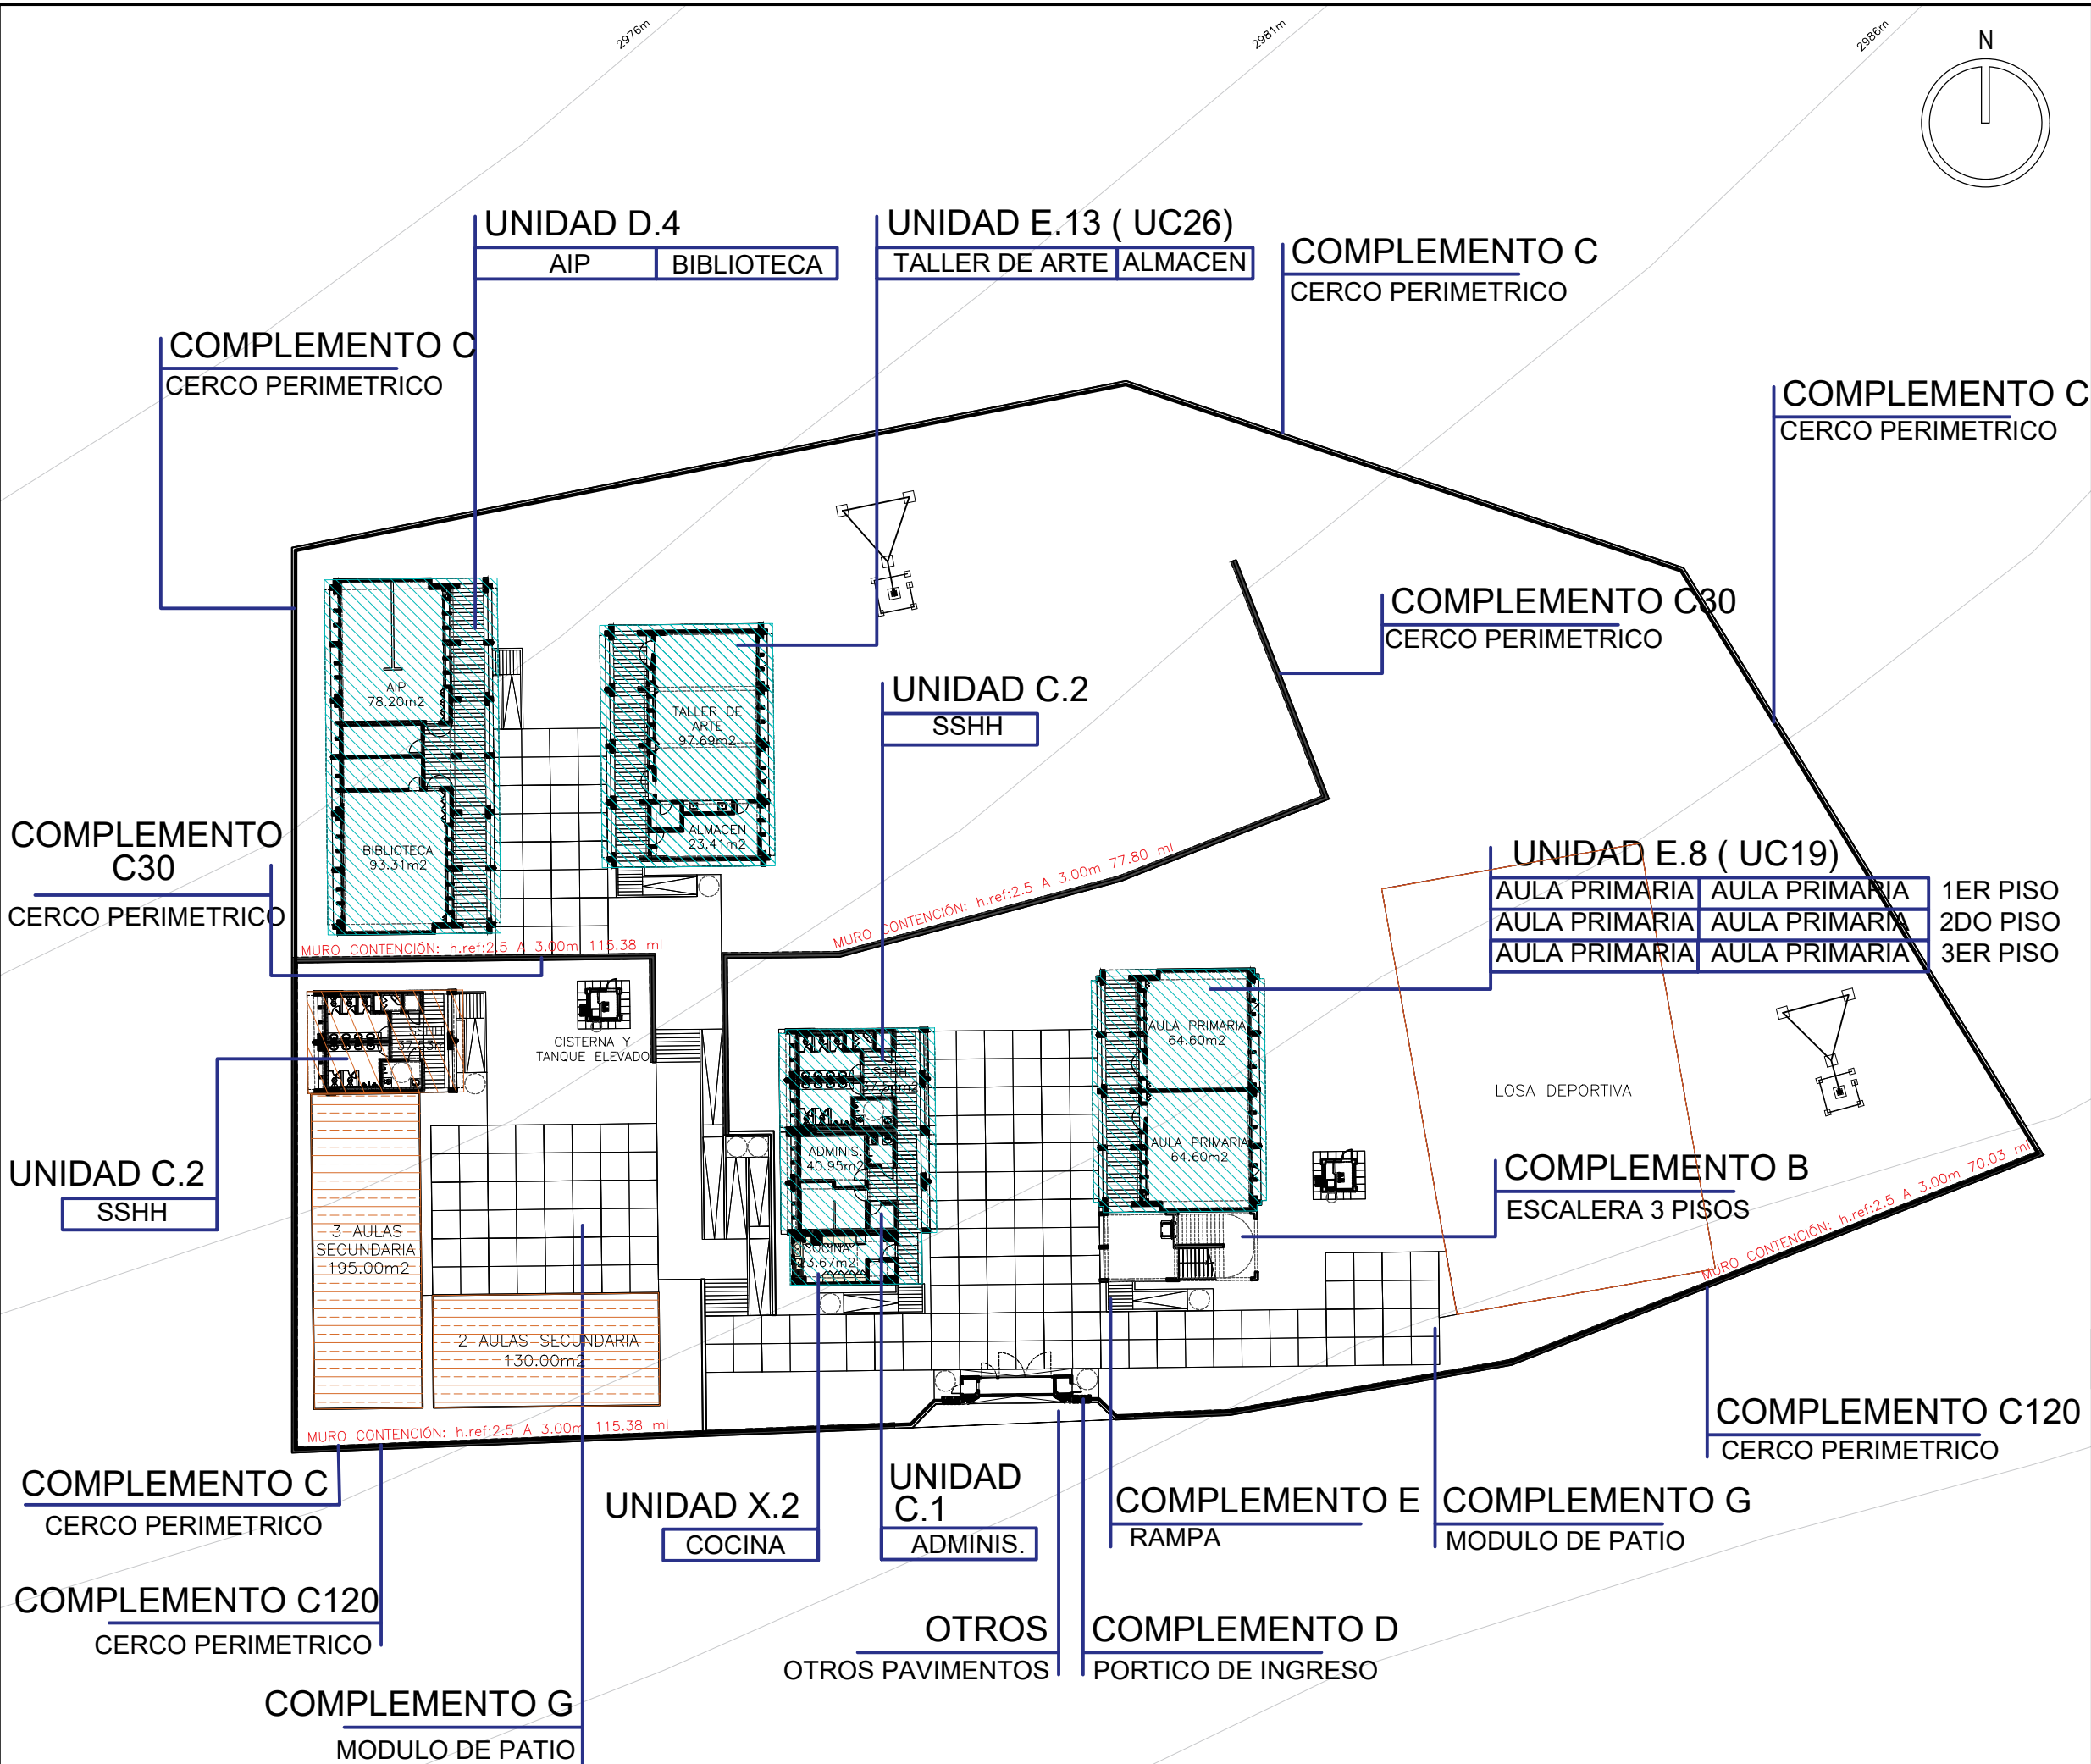 2976m
2981m
2986m
N
UNIDAD D.4
AIP
BIBLIOTECA
UNIDAD E.13 ( UC26)
TALLER DE ARTE
ALMACEN
COMPLEMENTO C
CERCO PERIMETRICO
COMPLEMENTO C
CERCO PERIMETRICO
COMPLEMENTO C
CERCO PERIMETRICO
COMPLEMENTO C30
CERCO PERIMETRICO
UNIDAD C.2
SSHH
AIP
78.20m2
TALLER DE
ARTE
97.69m2
ALMACEN
23.41m2
BIBLIOTECA
93.31m2
COMPLEMENTO
C30
CERCO PERIMETRICO
MURO CONTENCIÓN: h.ref:2.5 A 3.00m 115.38 ml
MURO CONTENCIÓN: h.ref:2.5 A 3.00m 77.80 ml
UNIDAD E.8 ( UC19)
AULA PRIMARIA
AULA PRIMARIA
1ER PISO
AULA PRIMARIA
AULA PRIMARIA
2DO PISO
AULA PRIMARIA
AULA PRIMARIA
3ER PISO
CISTERNA Y
TANQUE ELEVADO
SSHH
AULA PRIMARIA
64.60m2
AULA PRIMARIA
64.60m2
LOSA DEPORTIVA
ADMINIS.
40.95m2
COCINA
UNIDAD C.2
SSHH
3 AULAS
SECUNDARIA
195.00m2
2 AULAS SECUNDARIA
130.00m2
COMPLEMENTO B
ESCALERA 3 PISOS
MURO CONTENCIÓN: h.ref:2.5 A 3.00m 70.03 ml
MURO CONTENCIÓN: h.ref:2.5 A 3.00m 115.38 ml
COMPLEMENTO C120
CERCO PERIMETRICO
COMPLEMENTO C
CERCO PERIMETRICO
UNIDAD X.2
COCINA
UNIDAD
C.1
ADMINIS.
COMPLEMENTO E
RAMPA
COMPLEMENTO G
MODULO DE PATIO
COMPLEMENTO C120
CERCO PERIMETRICO
OTROS
OTROS PAVIMENTOS
COMPLEMENTO D
PORTICO DE INGRESO
COMPLEMENTO G
MODULO DE PATIO